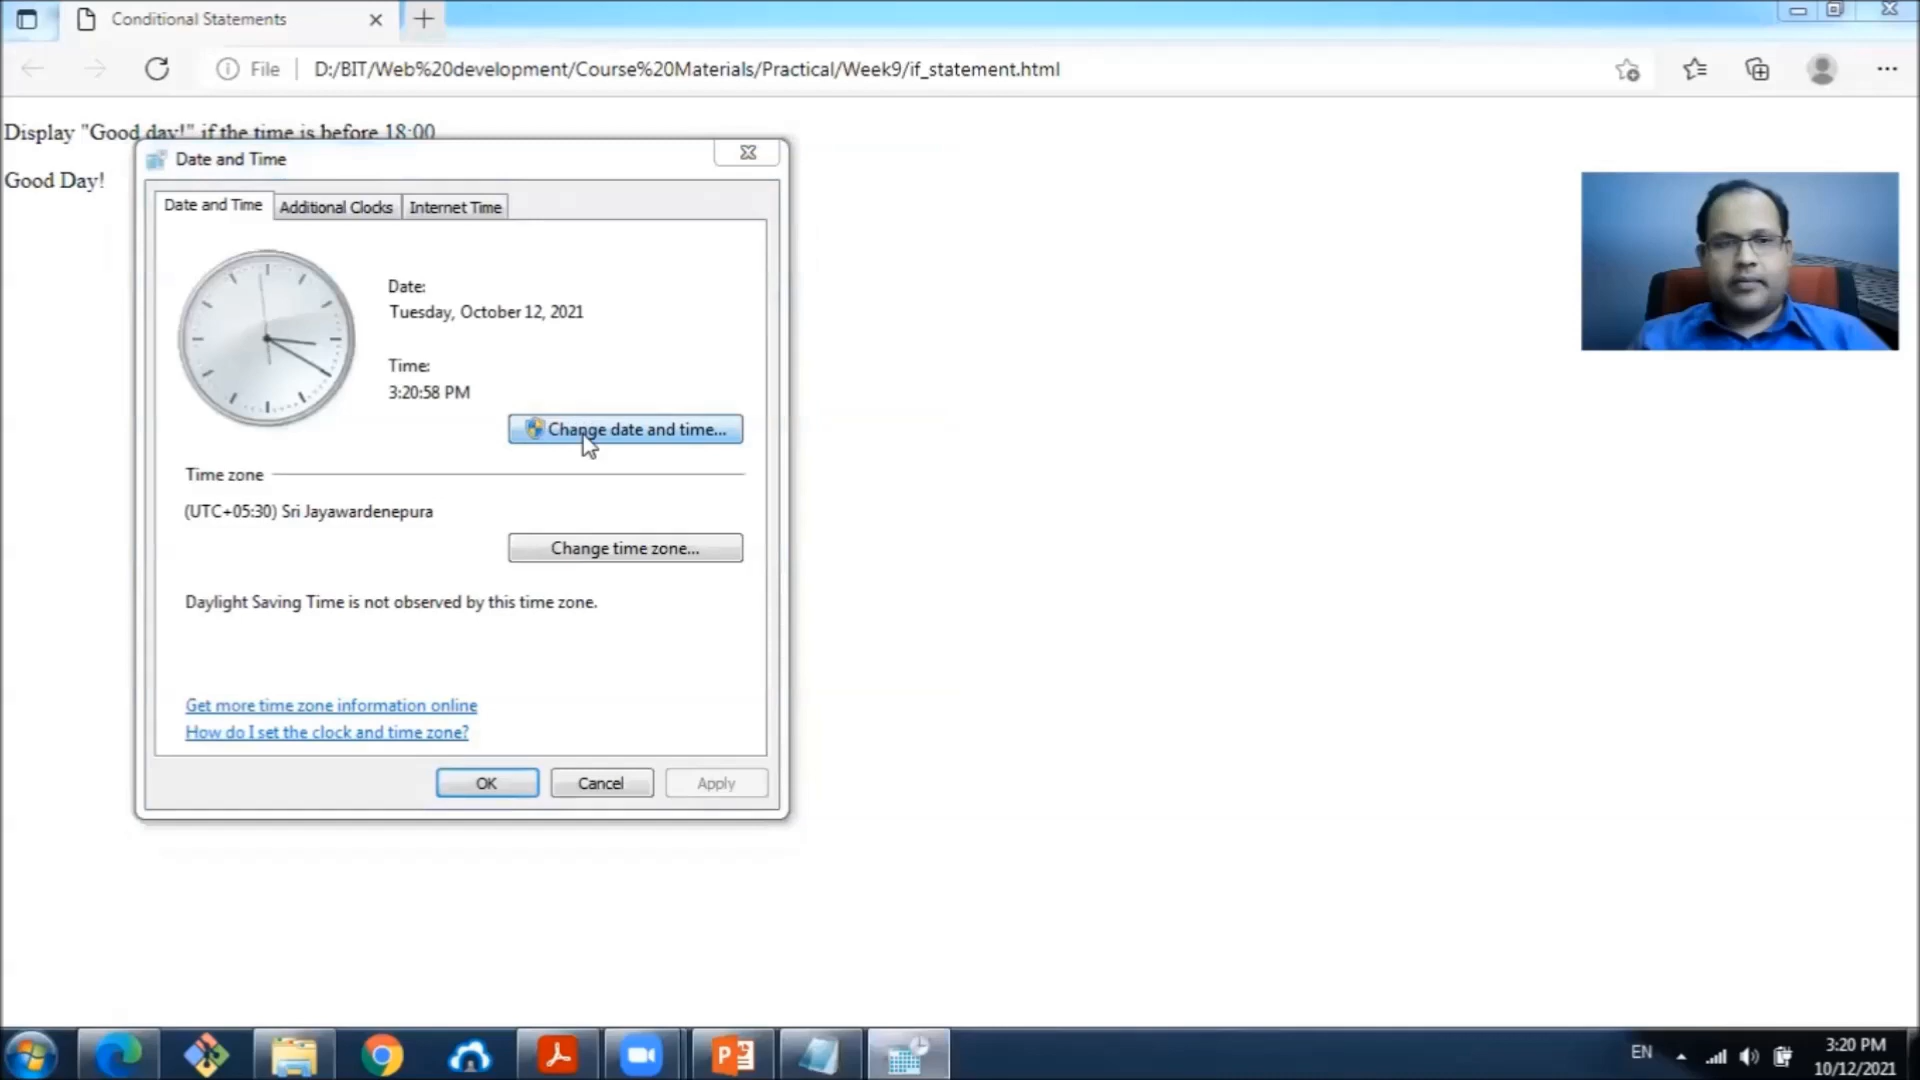 Conditional Statements
File
D:/BIT/Web%20development/Course%20Materials/Practical/Week9/if_statement.html
Display "Good day!" if the time is before 18:00
Good Day!
Date and Time
Date and Time
Additional Clocks
Internet Time
Date:
Tuesday, October 12, 2021
Time:
3:20:58 PM
Change date and time...
Time zone
(UTC+05:30) Sri Jayawardenepura
Change time zone...
Daylight Saving Time is not observed by this time zone.
Get more time zone information online
How do I set the clock and time zone?
OK
Cancel
Apply
EN
3:20 PM
10/12/2021